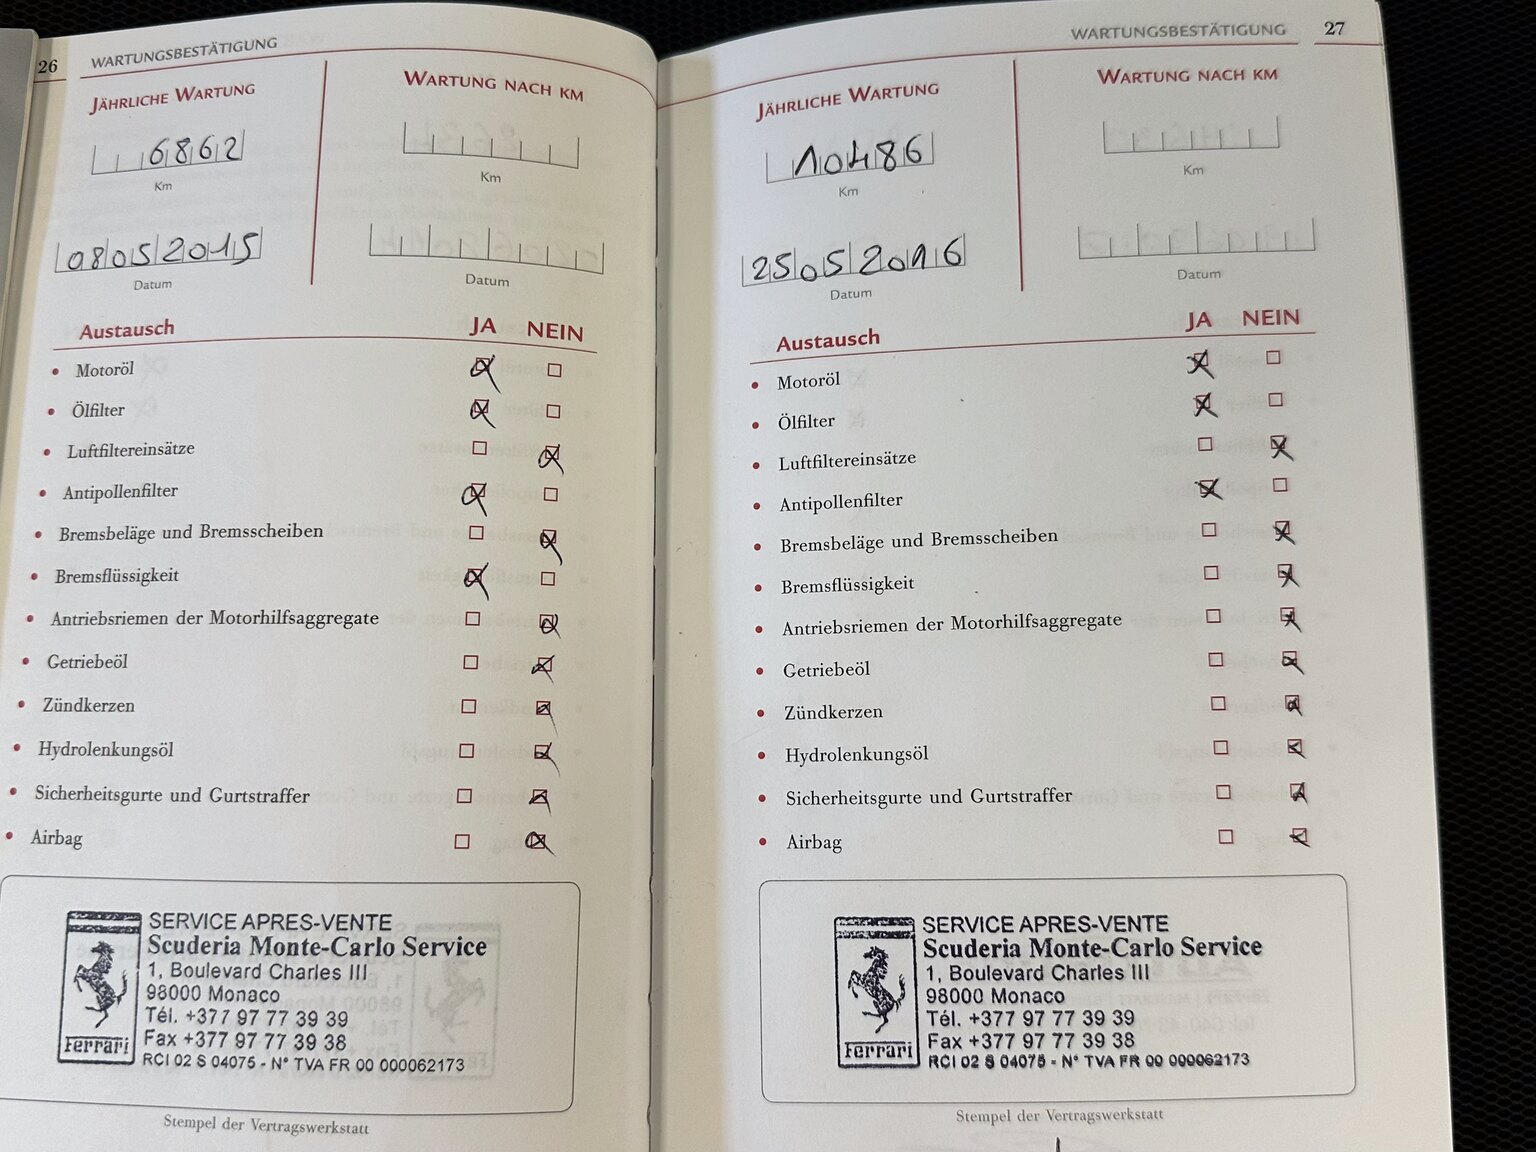 26 WARTUNGSBESTÄTIGUNG
JÄHRLICHE WARTUNG
WARTUNG NACH KM
6862
Km
Km
08052015
Datum
Datum
Austausch JA NEIN
Motoröl
Ölfilter
Luftfiltereinsätze
Antipollenfilter
Bremsbeläge und Bremsscheiben
Bremsflüssigkeit
Antriebsriemen der Motorhilfsaggregate
Getriebeöl
Zündkerzen
Hydrolenkungsöl
Sicherheitsgurte und Gurtstraffer
Airbag
SERVICE APRES-VENTE
Scuderia Monte-Carlo Service
1, Boulevard Charles III
98000 Monaco
Tél. +377 97 77 39 39
Fax +377 97 77 39 38
RCI 02 S 04075 - N° TVA FR 00 000062173
Ferrari
Stempel der Vertragswerkstatt
WARTUNGSBESTÄTIGUNG 27
JÄHRLICHE WARTUNG
WARTUNG NACH KM
10486
Km
Km
25052016
Datum
Datum
Austausch JA NEIN
Motoröl
Ölfilter
Luftfiltereinsätze
Antipollenfilter
Bremsbeläge und Bremsscheiben
Bremsflüssigkeit
Antriebsriemen der Motorhilfsaggregate
Getriebeöl
Zündkerzen
Hydrolenkungsöl
Sicherheitsgurte und Gurtstraffer
Airbag
SERVICE APRES-VENTE
Scuderia Monte-Carlo Service
1, Boulevard Charles III
98000 Monaco
Tél. +377 97 77 39 39
Fax +377 97 77 39 38
RCI 02 S 04075 - N° TVA FR 00 000062173
Ferrari
Stempel der Vertragswerkstatt